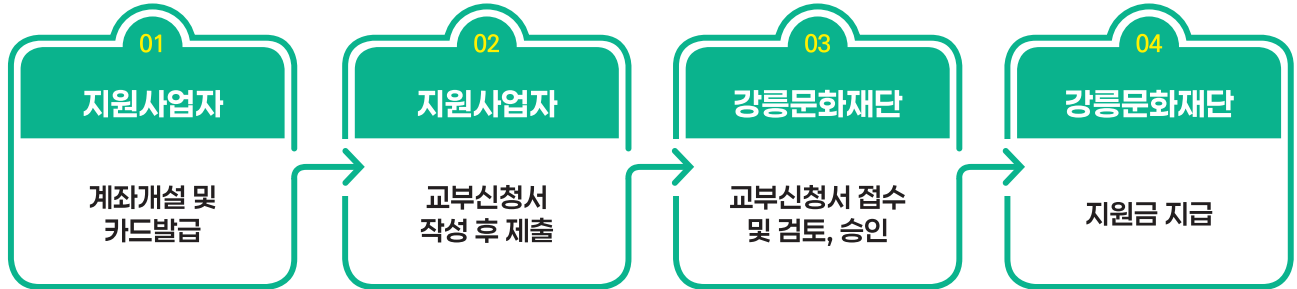 01
지원사업자
계좌개설 및
카드발급
02
지원사업자
교부신청서
작성 후 제출
03
강릉문화재단
교부신청서 접수
및 검토, 승인
04
강릉문화재단
지원금 지급